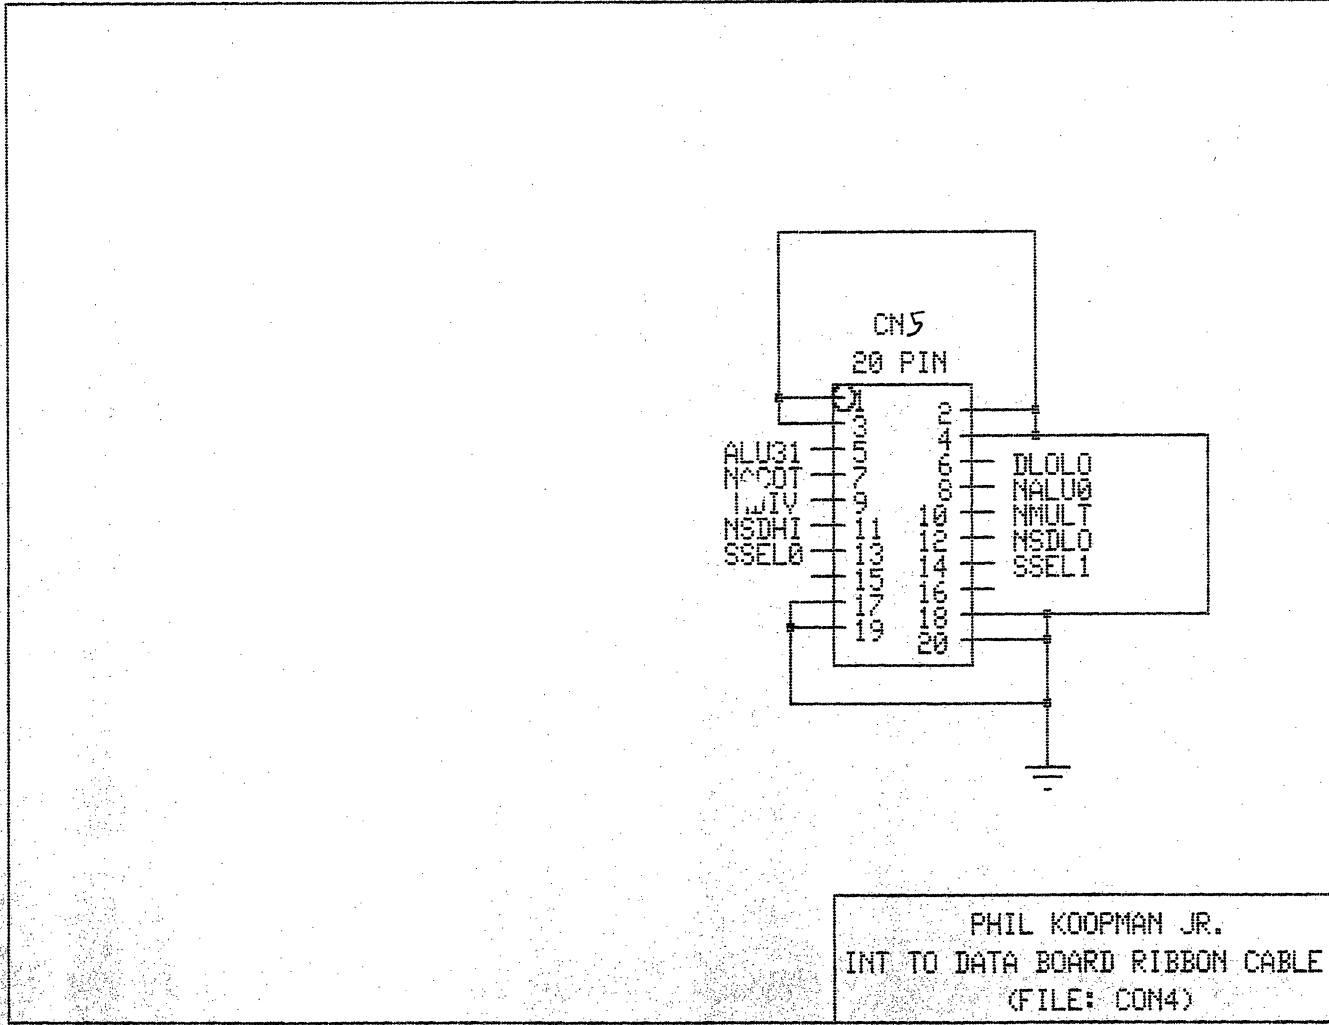 CN5
20 PIN
1
2
3
4
ALU31 5
6 DLOLO
7
8 NALU0
9
10 NMULT
NSDHI 11
12 NSDLO
SSEL0 13
14 SSEL1
15
16
17
18
19
20
PHIL KOOPMAN JR.
INT TO DATA BOARD RIBBON CABLE
(FILE: CON4)